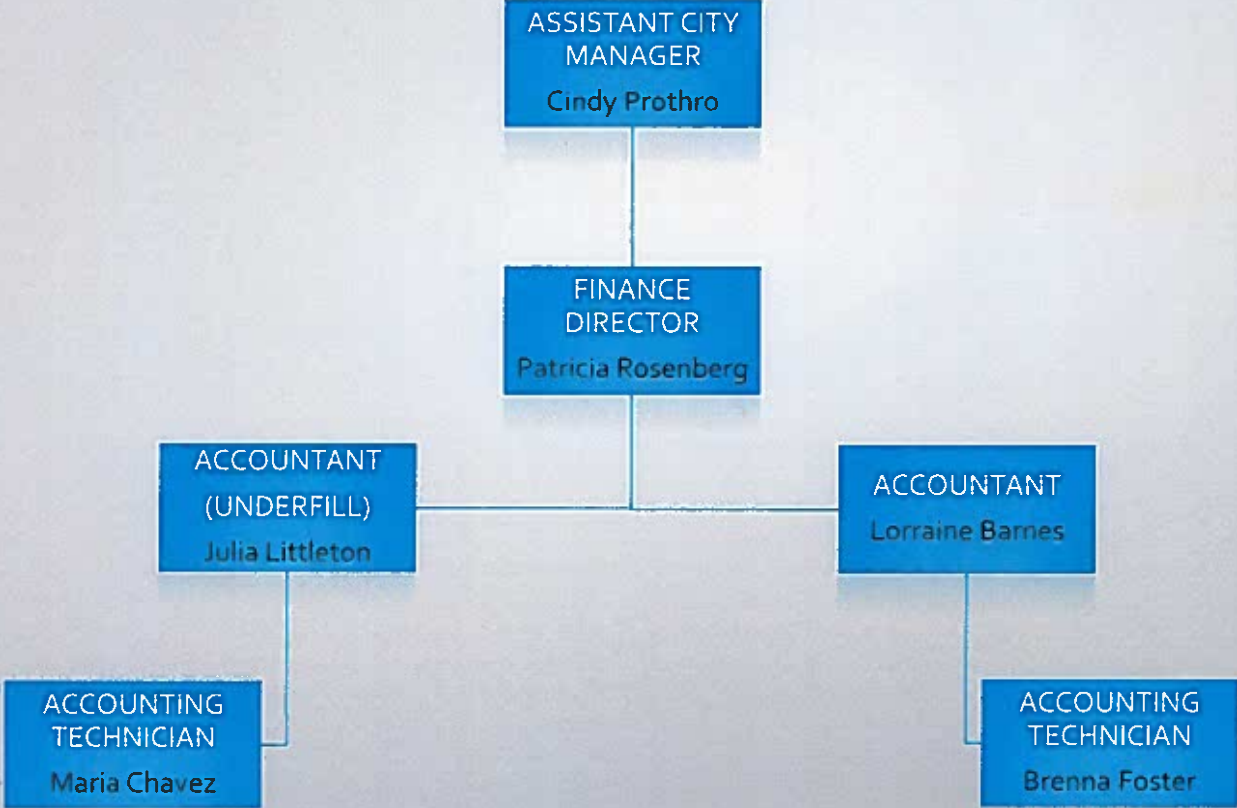 ASSISTANT CITY
MANAGER
Cindy Prothro
FINANCE
DIRECTOR
Patricia Rosenberg
ACCOUNTANT
(UNDERFILL)
Julia Littleton
ACCOUNTANT
Lorraine Barnes
ACCOUNTING
TECHNICIAN
Maria Chavez
ACCOUNTING
TECHNICIAN
Brenna Foster